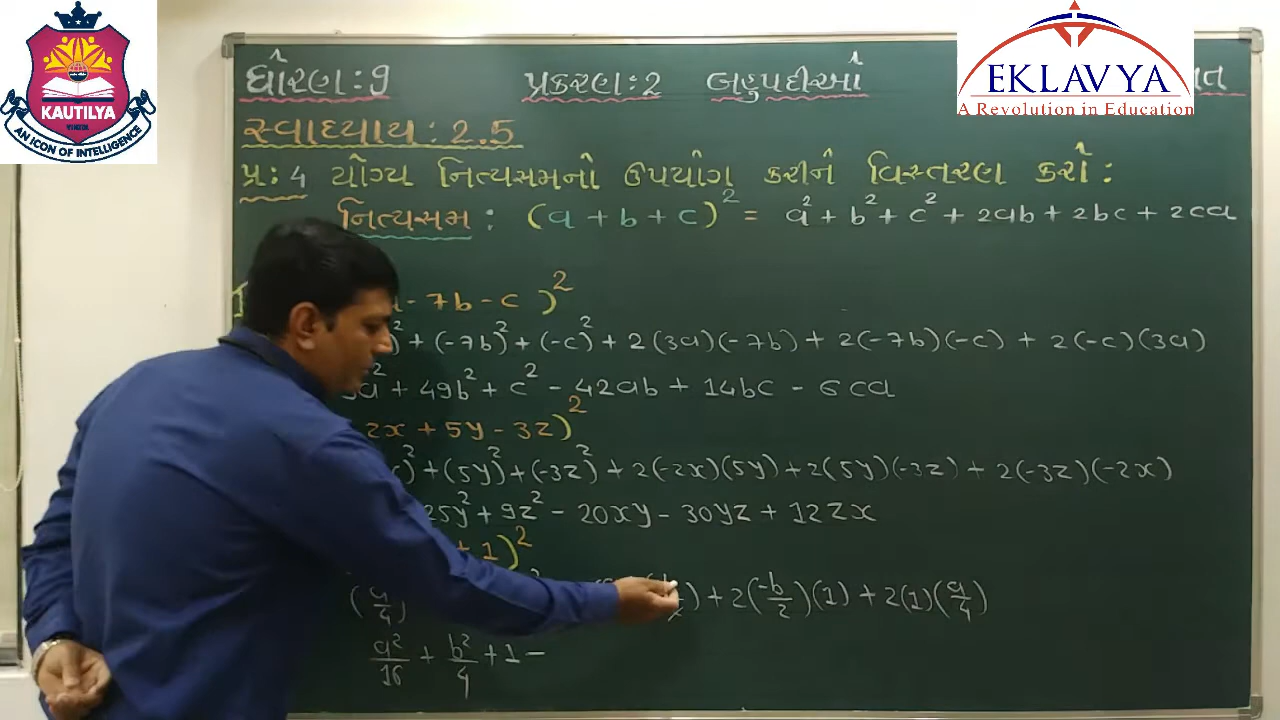 KAUTILYA
AN ICON OF INTELLIGENCE
EKLAVYA
A Revolution in Education
ધોરણ : 9 પ્રકરણ : 2 બહુપદીઓ
સ્વાધ્યાય : 2.5
પ્ર : 4 યોગ્ય નિત્યસમનો ઉપયોગ કરીને વિસ્તરણ કરો :
નિત્યસમ : (a + b + c)² = a² + b² + c² + 2ab + 2bc + 2ca
- 7b - c )²
)² + (-7b)² + (-c)² + 2(3a)(-7b) + 2(-7b)(-c) + 2(-c)(3a)
a² + 49b² + c² - 42ab + 14bc - 6ca
2x + 5y - 3z)²
)² + (5y)² + (-3z)² + 2(-2x)(5y) + 2(5y)(-3z) + 2(-3z)(-2x)
25y² + 9z² - 20xy - 30yz + 12zx
+ 1)²
(a/4) ) + 2(-b/2)(1) + 2(1)(a/4)
a²/16 + b²/4 + 1 -